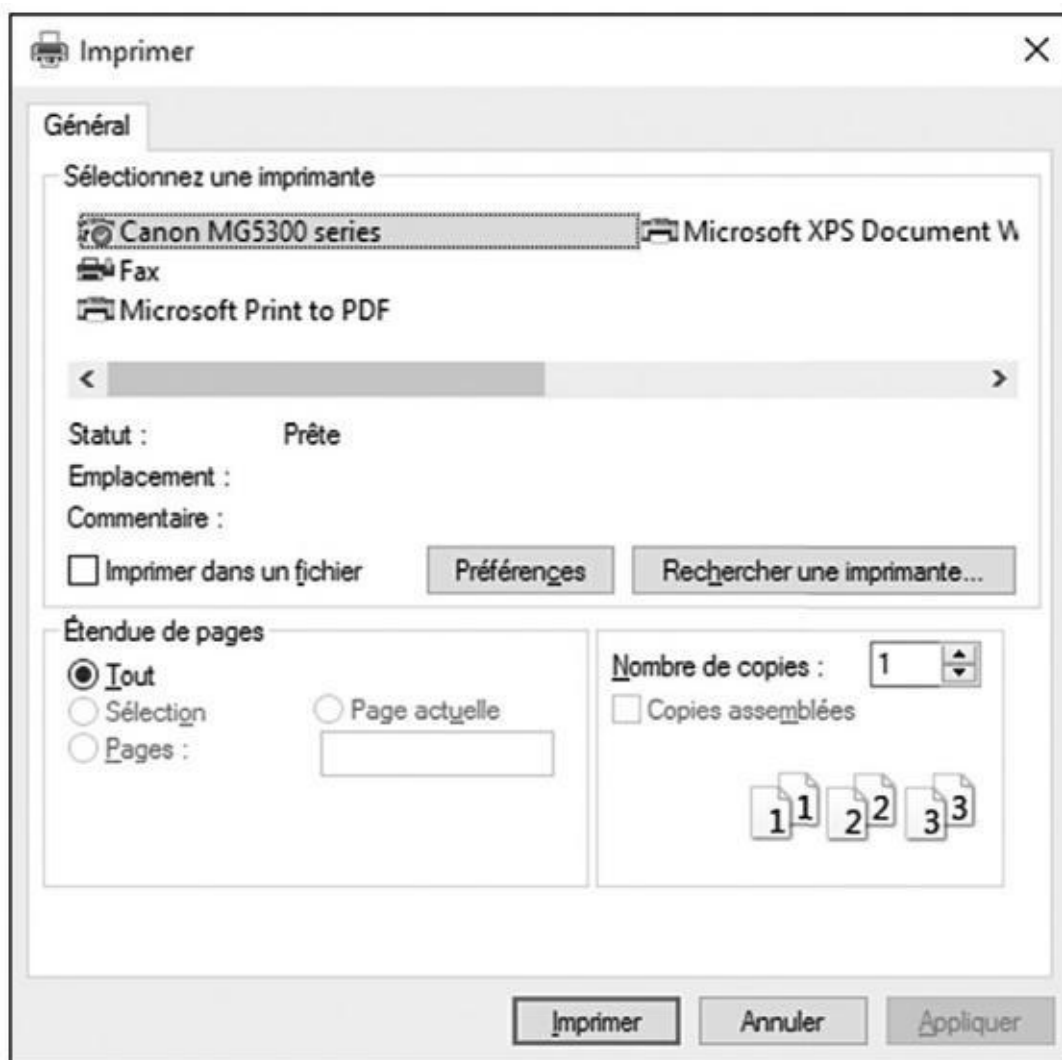 Imprimer
Général
Sélectionnez une imprimante
Canon MG5300 series
Microsoft XPS Document W
Fax
Microsoft Print to PDF
Statut : Prête
Emplacement :
Commentaire :
Imprimer dans un fichier
Préférences
Rechercher une imprimante...
Étendue de pages
Tout
Sélection
Page actuelle
Pages :
Nombre de copies : 1
Copies assemblées
1 1 2 2 3 3
Imprimer
Annuler
Appliquer